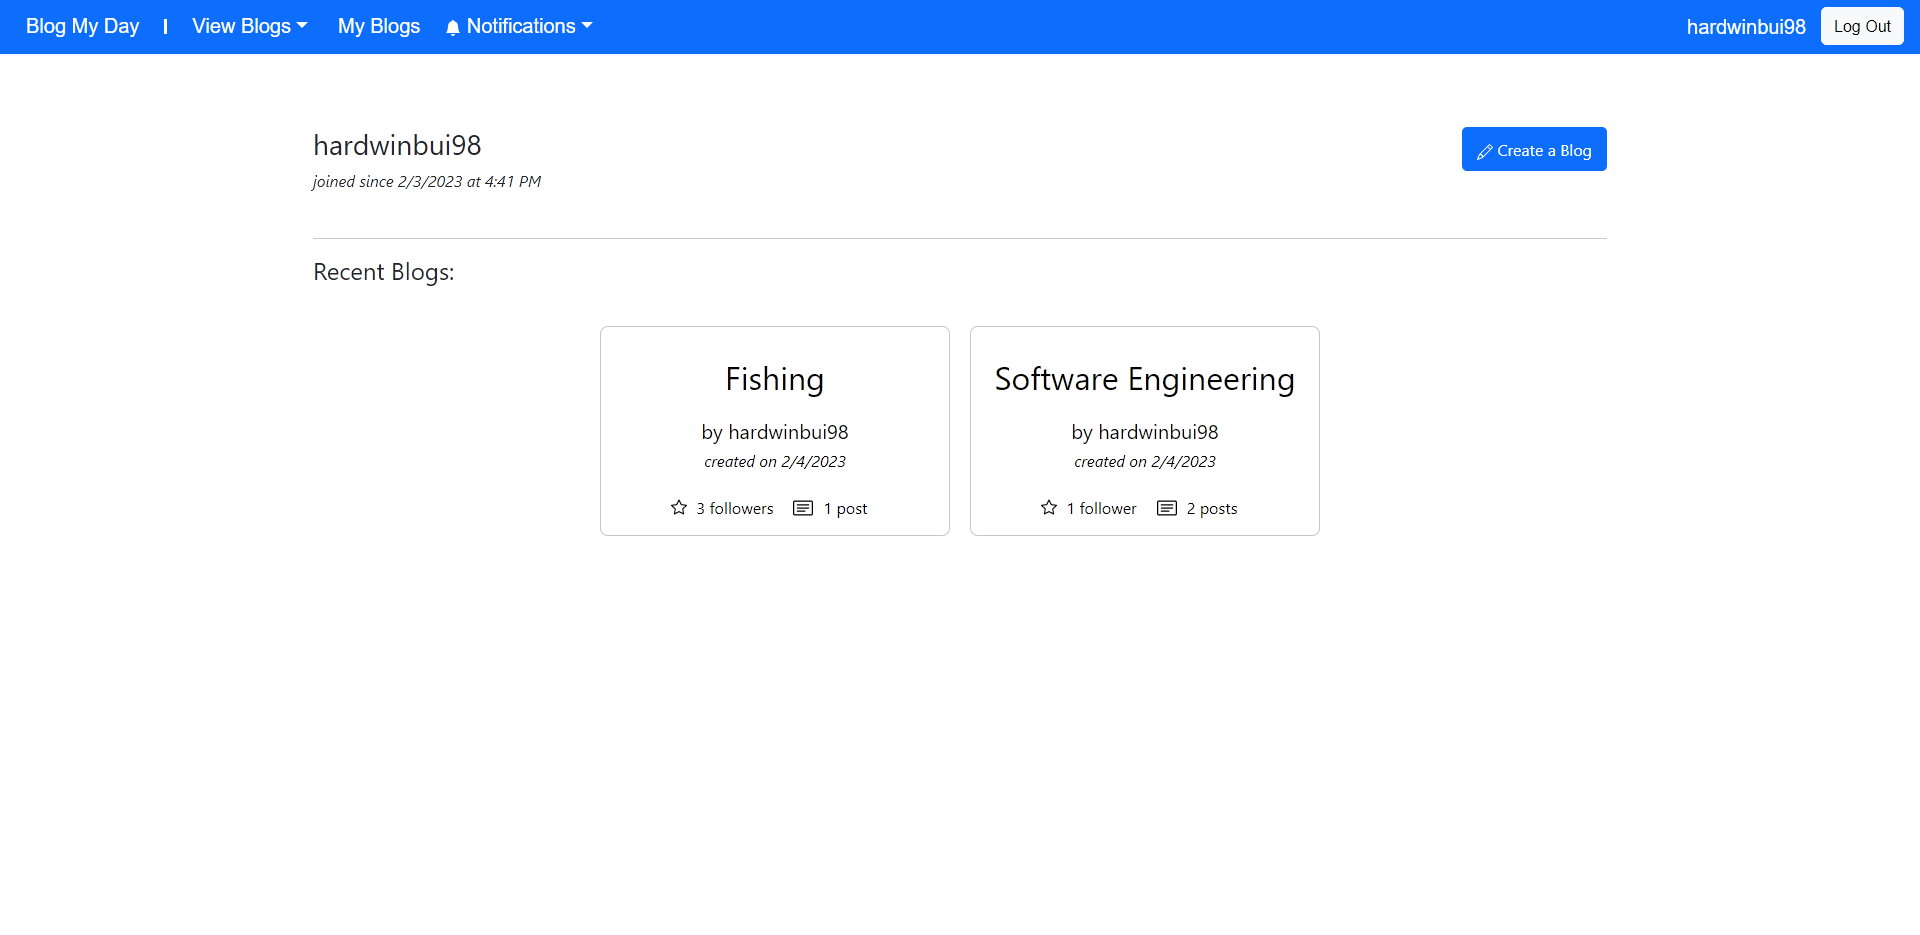 Blog My Day | View Blogs My Blogs Notifications hardwinbui98 Log Out
hardwinbui98
Create a Blog
joined since 2/3/2023 at 4:41 PM
Recent Blogs:
Fishing
by hardwinbui98
created on 2/4/2023
3 followers 1 post
Software Engineering
by hardwinbui98
created on 2/4/2023
1 follower 2 posts